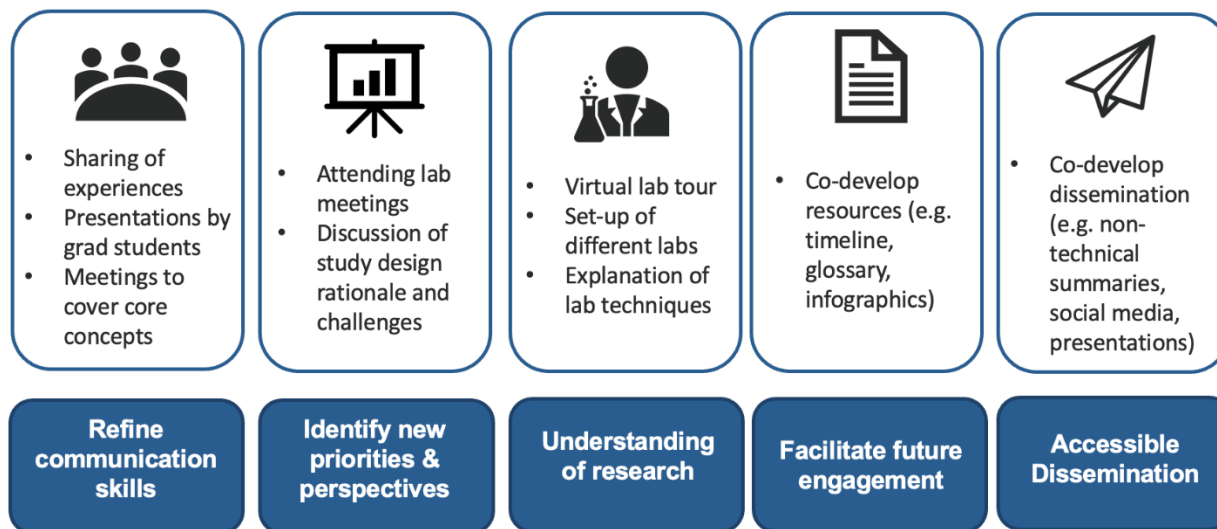 • Sharing of
experiences
• Presentations by
grad students
• Meetings to
cover core
concepts
• Attending lab
meetings
• Discussion of
study design
rationale and
challenges
• Virtual lab tour
• Set-up of
different labs
• Explanation of
lab techniques
• Co-develop
resources (e.g.
timeline,
glossary,
infographics)
• Co-develop
dissemination
(e.g. non-
technical
summaries,
social media,
presentations)
Refine
communication
skills
Identify new
priorities &
perspectives
Understanding
of research
Facilitate future
engagement
Accessible
Dissemination